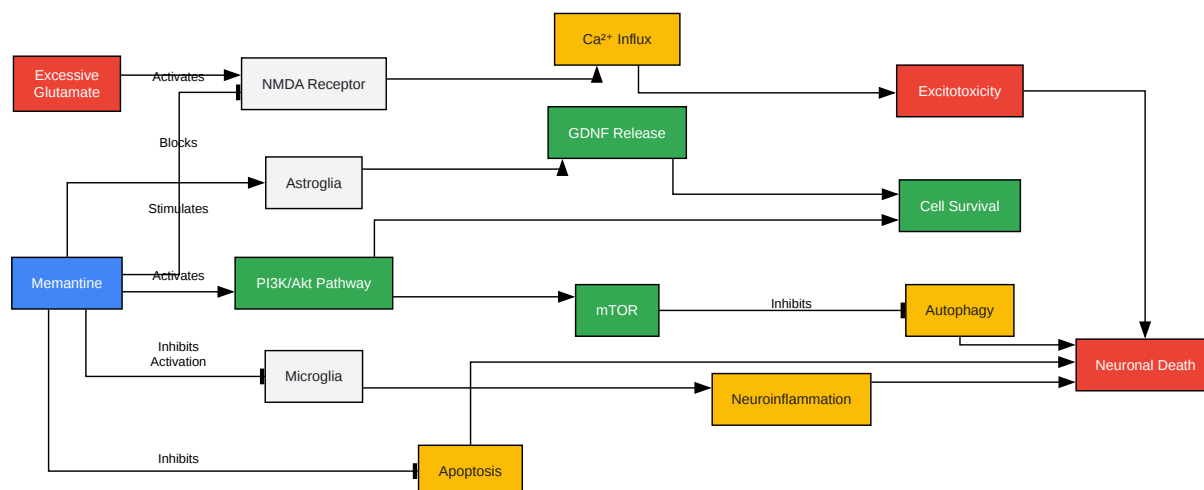 Ca²⁺ Influx
Excessive
Glutamate
Activates
NMDA Receptor
Excitotoxicity
GDNF Release
Blocks
Astroglia
Stimulates
Cell Survival
Memantine
Activates
PI3K/Akt Pathway
mTOR
Inhibits
Autophagy
Inhibits
Activation
Microglia
Neuronal Death
Neuroinflammation
Inhibits
Apoptosis